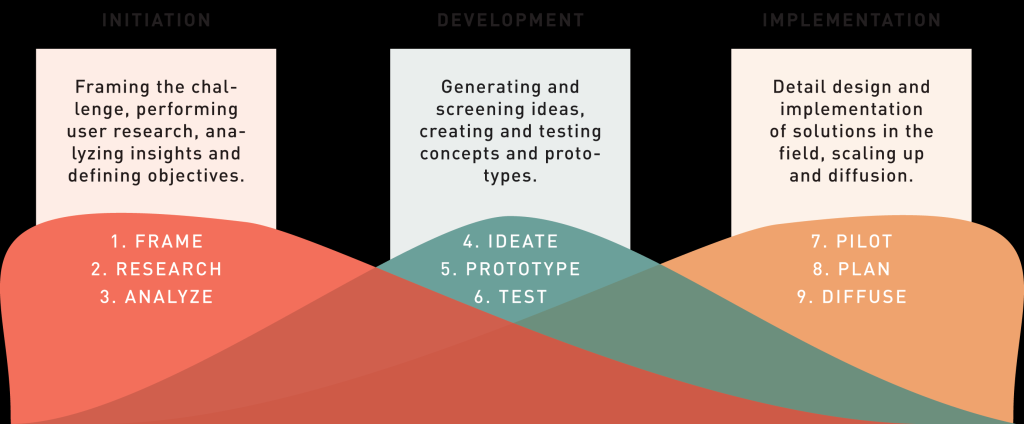 INITIATION
Framing the chal-
lenge, performing
user research, ana-
lyzing insights and
defining objectives.
1. FRAME
2. RESEARCH
3. ANALYZE
DEVELOPMENT
Generating and
screening ideas,
creating and testing
concepts and proto-
types.
4. IDEATE
5. PROTOTYPE
6. TEST
IMPLEMENTATION
Detail design and
implementation
of solutions in the
field, scaling up
and diffusion.
7. PILOT
8. PLAN
9. DIFFUSE